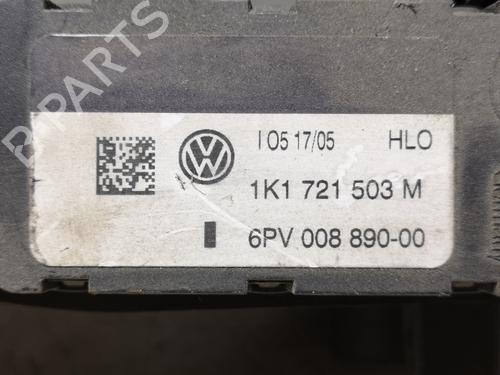 B-PARTS
I 05 17/05 HLO
1K1 721 503 M
6PV 008 890-00